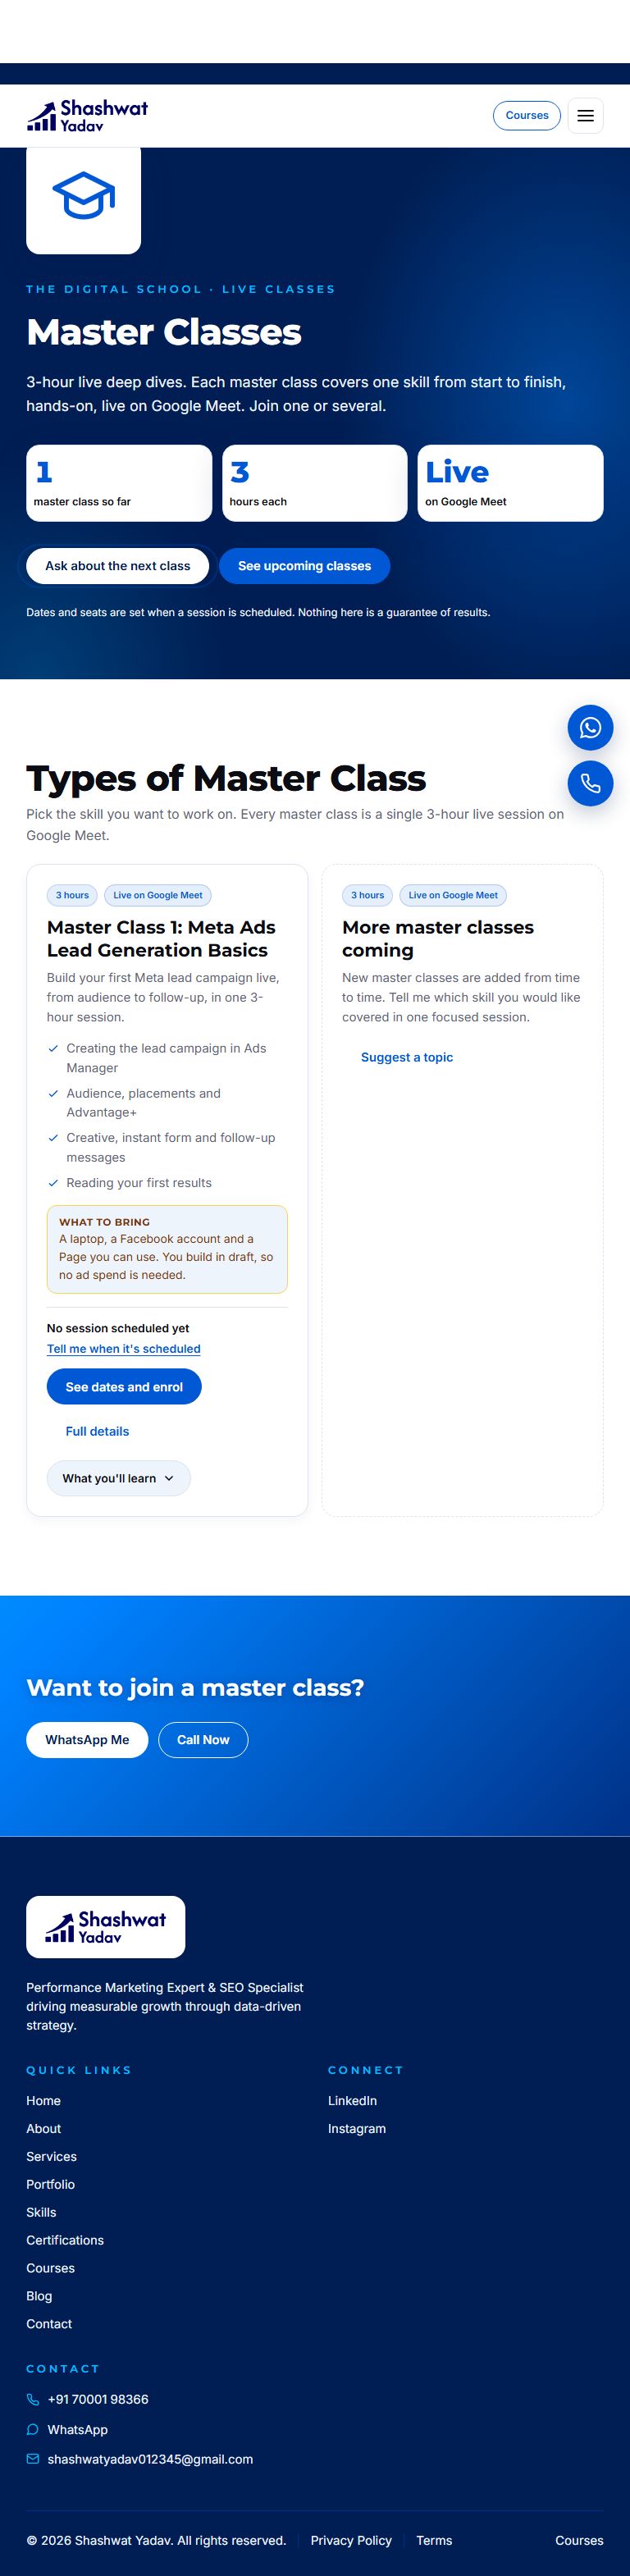 Shashwat
Yadav
Courses
THE DIGITAL SCHOOL · LIVE CLASSES
Master Classes
3-hour live deep dives. Each master class covers one skill from start to finish,
hands-on, live on Google Meet. Join one or several.
1
master class so far
3
hours each
Live
on Google Meet
Ask about the next class
See upcoming classes
Dates and seats are set when a session is scheduled. Nothing here is a guarantee of results.
Types of Master Class
Pick the skill you want to work on. Every master class is a single 3-hour live session on
Google Meet.
3 hours
Live on Google Meet
Master Class 1: Meta Ads
Lead Generation Basics
Build your first Meta lead campaign live,
from audience to follow-up, in one 3-
hour session.
Creating the lead campaign in Ads
Manager
Audience, placements and
Advantage+
Creative, instant form and follow-up
messages
Reading your first results
WHAT TO BRING
A laptop, a Facebook account and a
Page you can use. You build in draft, so
no ad spend is needed.
No session scheduled yet
Tell me when it's scheduled
See dates and enrol
Full details
What you'll learn
3 hours
Live on Google Meet
More master classes
coming
New master classes are added from time
to time. Tell me which skill you would like
covered in one focused session.
Suggest a topic
Want to join a master class?
WhatsApp Me
Call Now
Shashwat
Yadav
Performance Marketing Expert & SEO Specialist
driving measurable growth through data-driven
strategy.
QUICK LINKS
Home
About
Services
Portfolio
Skills
Certifications
Courses
Blog
Contact
CONNECT
LinkedIn
Instagram
CONTACT
+91 70001 98366
WhatsApp
shashwatyadav012345@gmail.com
© 2026 Shashwat Yadav. All rights reserved.
Privacy Policy
Terms
Courses